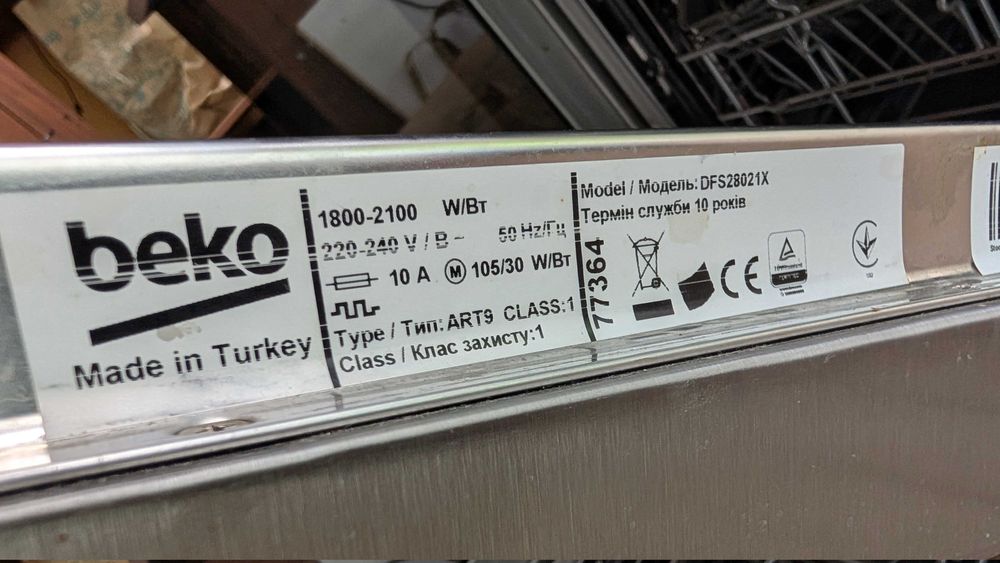 beko
Made in Turkey
1800-2100 W/Вт
220-240 V / В ~ 50 Hz/Гц
10 A M 105/30 W/Вт
Type / Тип: ART9 CLASS:1
Class / Клас захисту:1
Model / Модель: DFS28021X
Термін служби 10 років
77364
CE